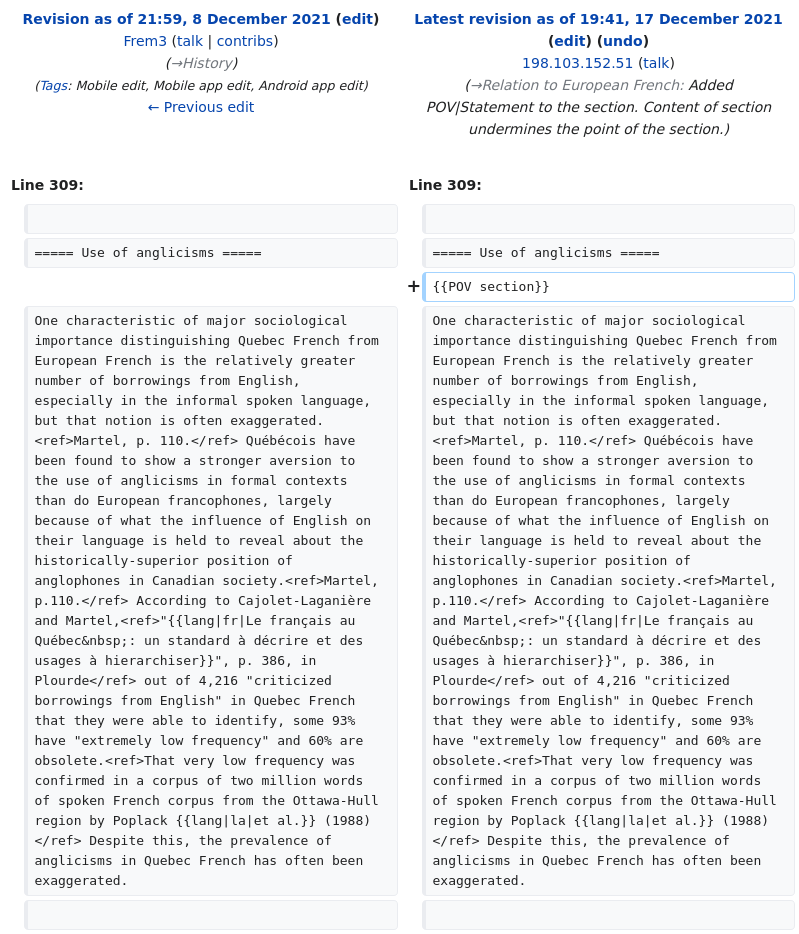 Revision as of 21:59, 8 December 2021 (edit)
Frem3 (talk | contribs)
(→History)
(Tags: Mobile edit, Mobile app edit, Android app edit)
← Previous edit
Latest revision as of 19:41, 17 December 2021
(edit) (undo)
198.103.152.51 (talk)
(→Relation to European French: Added
POV|Statement to the section. Content of section
undermines the point of the section.)
Line 309:
Line 309:
===== Use of anglicisms =====
===== Use of anglicisms =====
+ {{POV section}}
One characteristic of major sociological
importance distinguishing Quebec French from
European French is the relatively greater
number of borrowings from English,
especially in the informal spoken language,
but that notion is often exaggerated.
<ref>Martel, p. 110.</ref> Québécois have
been found to show a stronger aversion to
the use of anglicisms in formal contexts
than do European francophones, largely
because of what the influence of English on
their language is held to reveal about the
historically-superior position of
anglophones in Canadian society.<ref>Martel,
p.110.</ref> According to Cajolet-Laganière
and Martel,<ref>"{{lang|fr|Le français au
Québec&nbsp;: un standard à décrire et des
usages à hierarchiser}}", p. 386, in
Plourde</ref> out of 4,216 "criticized
borrowings from English" in Quebec French
that they were able to identify, some 93%
have "extremely low frequency" and 60% are
obsolete.<ref>That very low frequency was
confirmed in a corpus of two million words
of spoken French corpus from the Ottawa-Hull
region by Poplack {{lang|la|et al.}} (1988)
</ref> Despite this, the prevalence of
anglicisms in Quebec French has often been
exaggerated.
One characteristic of major sociological
importance distinguishing Quebec French from
European French is the relatively greater
number of borrowings from English,
especially in the informal spoken language,
but that notion is often exaggerated.
<ref>Martel, p. 110.</ref> Québécois have
been found to show a stronger aversion to
the use of anglicisms in formal contexts
than do European francophones, largely
because of what the influence of English on
their language is held to reveal about the
historically-superior position of
anglophones in Canadian society.<ref>Martel,
p.110.</ref> According to Cajolet-Laganière
and Martel,<ref>"{{lang|fr|Le français au
Québec&nbsp;: un standard à décrire et des
usages à hierarchiser}}", p. 386, in
Plourde</ref> out of 4,216 "criticized
borrowings from English" in Quebec French
that they were able to identify, some 93%
have "extremely low frequency" and 60% are
obsolete.<ref>That very low frequency was
confirmed in a corpus of two million words
of spoken French corpus from the Ottawa-Hull
region by Poplack {{lang|la|et al.}} (1988)
</ref> Despite this, the prevalence of
anglicisms in Quebec French has often been
exaggerated.